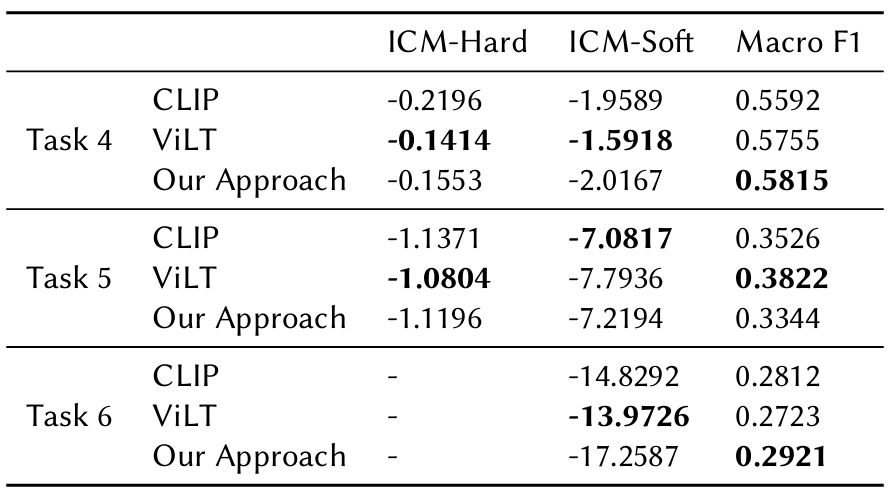 ICM-Hard ICM-Soft Macro F1
CLIP -0.2196 -1.9589 0.5592
Task 4 ViLT -0.1414 -1.5918 0.5755
Our Approach -0.1553 -2.0167 0.5815
CLIP -1.1371 -7.0817 0.3526
Task 5 ViLT -1.0804 -7.7936 0.3822
Our Approach -1.1196 -7.2194 0.3344
CLIP - -14.8292 0.2812
Task 6 ViLT - -13.9726 0.2723
Our Approach - -17.2587 0.2921